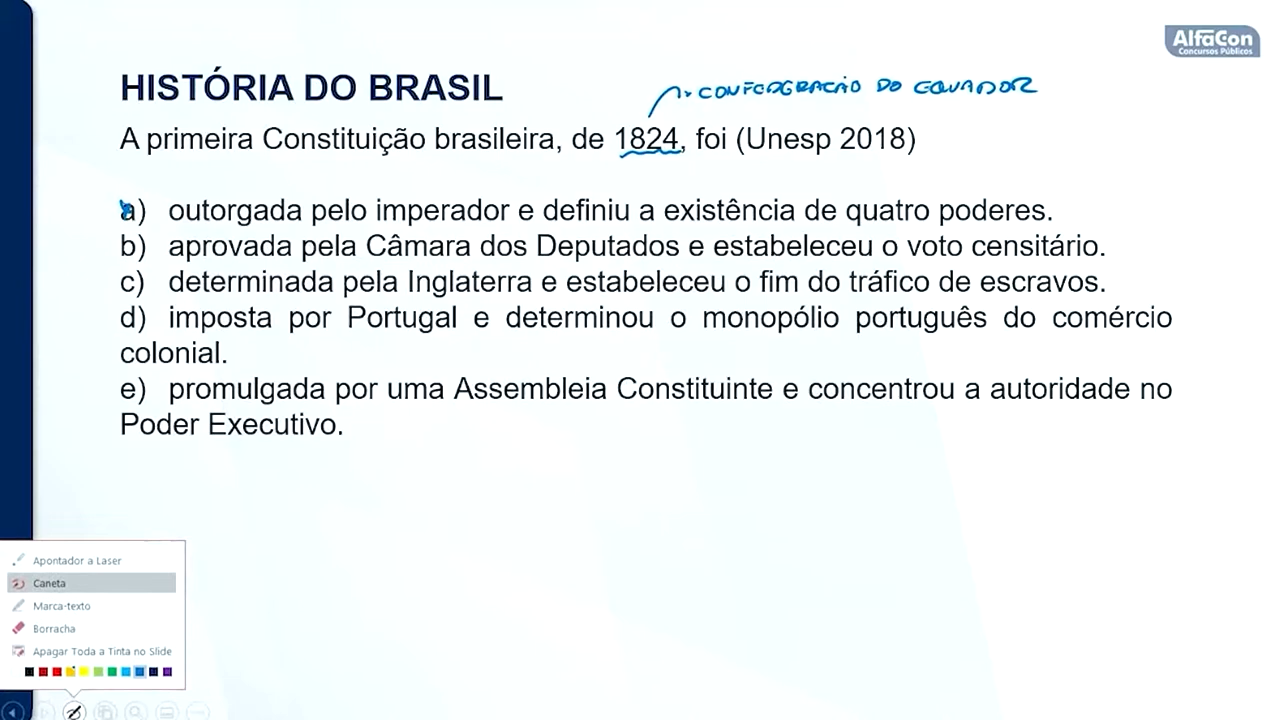 AlfaCon
Concursos Públicos
HISTÓRIA DO BRASIL
CONFEDERAÇÃO DO EQUADOR
A primeira Constituição brasileira, de 1824, foi (Unesp 2018)
a) outorgada pelo imperador e definiu a existência de quatro poderes.
b) aprovada pela Câmara dos Deputados e estabeleceu o voto censitário.
c) determinada pela Inglaterra e estabeleceu o fim do tráfico de escravos.
d) imposta por Portugal e determinou o monopólio português do comércio
colonial.
e) promulgada por uma Assembleia Constituinte e concentrou a autoridade no
Poder Executivo.
Apontador a Laser
Caneta
Marca-texto
Borracha
Apagar Toda a Tinta no Slide